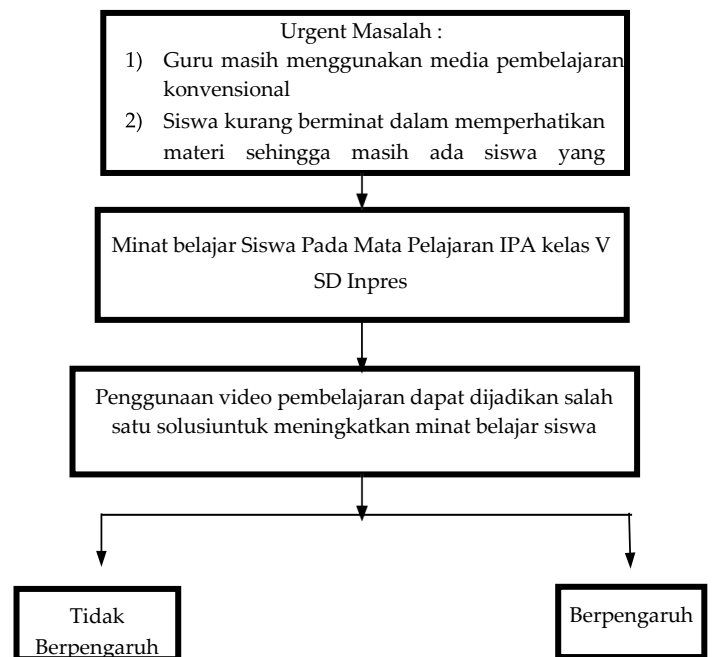 Urgent Masalah :
1) Guru masih menggunakan media pembelajaran
konvensional
2) Siswa kurang berminat dalam memperhatikan
materi sehingga masih ada siswa yang
Minat belajar Siswa Pada Mata Pelajaran IPA kelas V
SD Inpres
Penggunaan video pembelajaran dapat dijadikan salah
satu solusiuntuk meningkatkan minat belajar siswa
Tidak
Berpengaruh
Berpengaruh